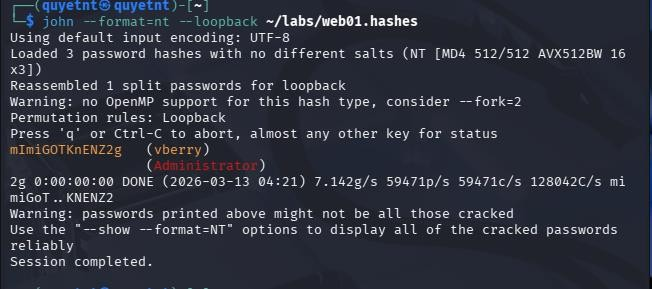 ┌──(quyetnt㉿quyetnt)-[~]
└─$ john --format=nt --loopback ~/labs/web01.hashes
Using default input encoding: UTF-8
Loaded 3 password hashes with no different salts (NT [MD4 512/512 AVX512BW 16
x3])
Reassembled 1 split passwords for loopback
Warning: no OpenMP support for this hash type, consider --fork=2
Permutation rules: Loopback
Press 'q' or Ctrl-C to abort, almost any other key for status
mImiGOTKnENZ2g   (vberry)
                 (Administrator)
2g 0:00:00:00 DONE (2026-03-13 04:21) 7.142g/s 59471p/s 59471c/s 128042C/s mi
miGoT..KNENZ2
Warning: passwords printed above might not be all those cracked
Use the "--show --format=NT" options to display all of the cracked passwords
reliably
Session completed.